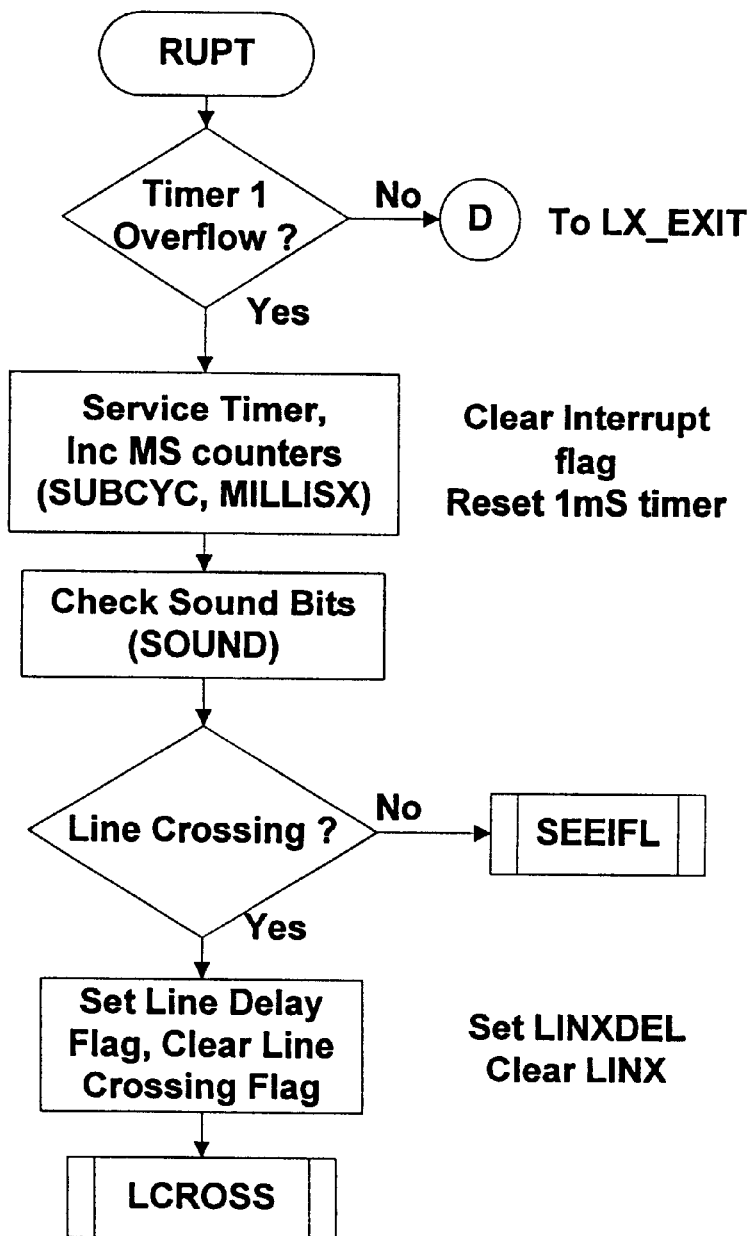 RUPT
Timer 1
Overflow ?
No
D
To LX_EXIT
Yes
Service Timer,
Inc MS counters
(SUBCYC, MILLISX)
Clear Interrupt
flag
Reset 1mS timer
Check Sound Bits
(SOUND)
Line Crossing ?
No
SEEIFL
Yes
Set Line Delay
Flag, Clear Line
Crossing Flag
Set LINXDEL
Clear LINX
LCROSS